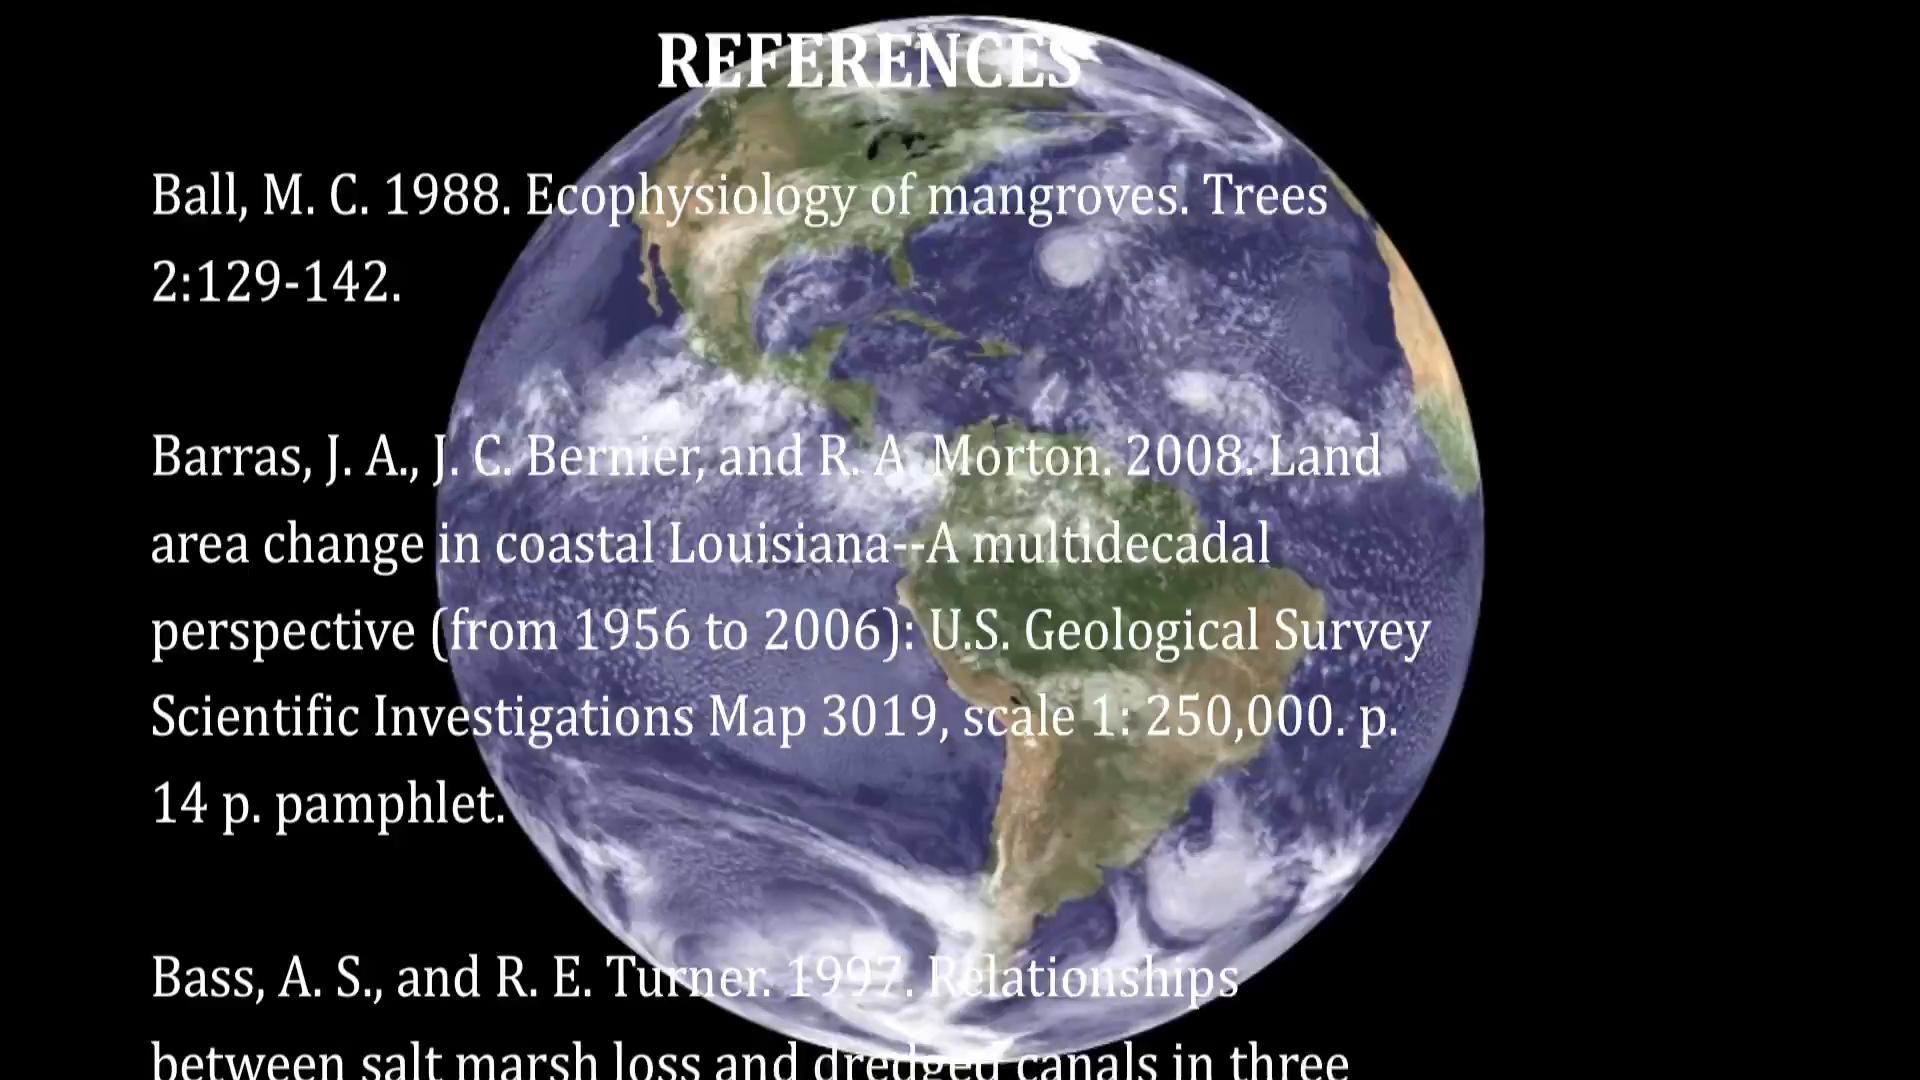 REFERENCES
Ball, M. C. 1988. Ecophysiology of mangroves. Trees
2:129-142.
Barras, J. A., J. C. Bernier, and R. A. Morton. 2008. Land
area change in coastal Louisiana--A multidecadal
perspective (from 1956 to 2006): U.S. Geological Survey
Scientific Investigations Map 3019, scale 1: 250,000. p.
14 p. pamphlet.
Bass, A. S., and R. E. Turner. 1997. Relationships
between salt marsh loss and dredged canals in three